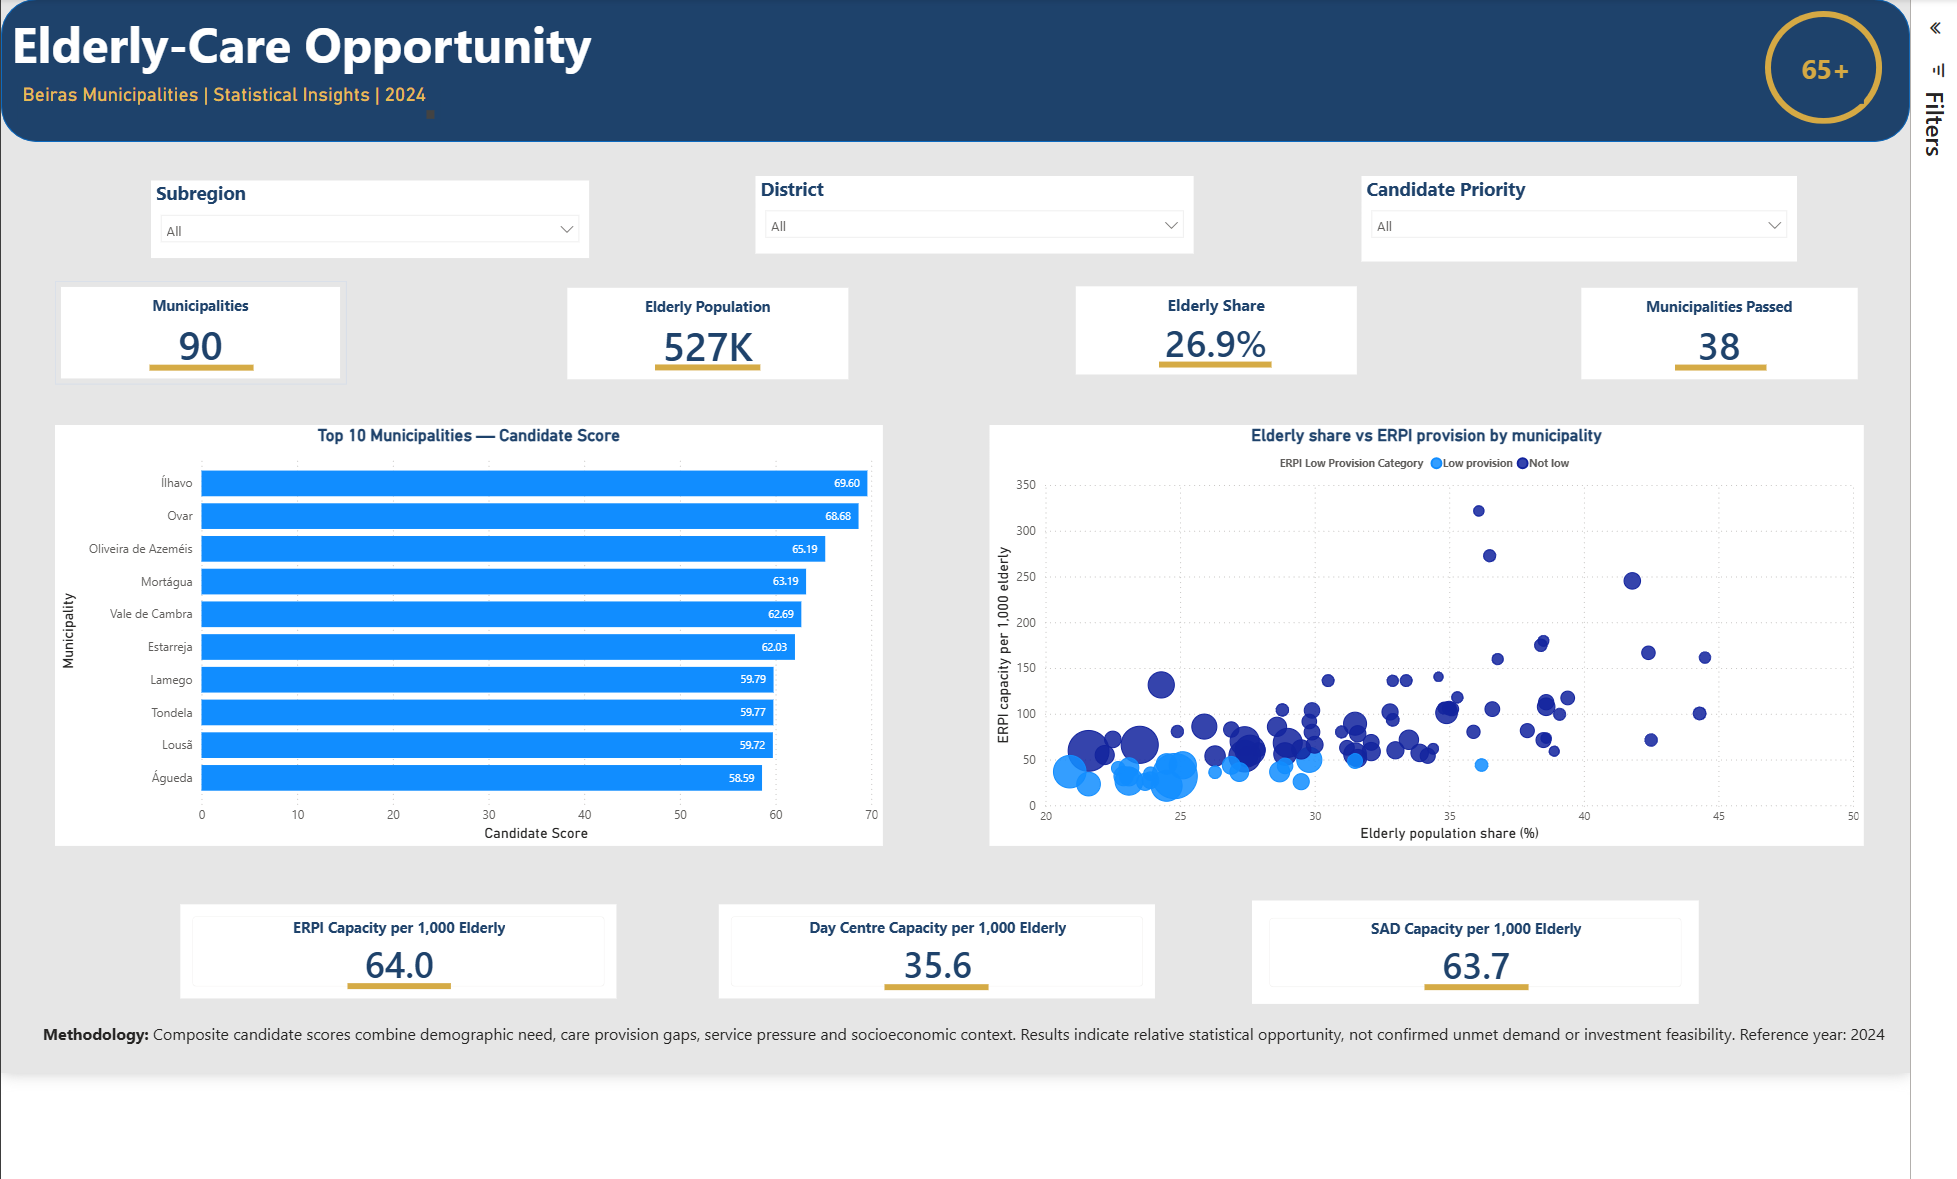 Elderly-Care Opportunity
Beiras Municipalities | Statistical Insights | 2024
65+
Filters
Subregion
All
District
All
Candidate Priority
All
Municipalities
90
Elderly Population
527K
Elderly Share
26.9%
Municipalities Passed
38
Top 10 Municipalities — Candidate Score
Municipality
Ílhavo
69.60
Ovar
68.68
Oliveira de Azeméis
65.19
Mortágua
63.19
Vale de Cambra
62.69
Estarreja
62.03
Lamego
59.79
Tondela
59.77
Lousã
59.72
Águeda
58.59
0 10 20 30 40 50 60 70
Candidate Score
Elderly share vs ERPI provision by municipality
ERPI Low Provision Category Low provision Not low
ERPI capacity per 1,000 elderly
350
300
250
200
150
100
50
0
20 25 30 35 40 45 50
Elderly population share (%)
ERPI Capacity per 1,000 Elderly
64.0
Day Centre Capacity per 1,000 Elderly
35.6
SAD Capacity per 1,000 Elderly
63.7
Methodology: Composite candidate scores combine demographic need, care provision gaps, service pressure and socioeconomic context. Results indicate relative statistical opportunity, not confirmed unmet demand or investment feasibility. Reference year: 2024